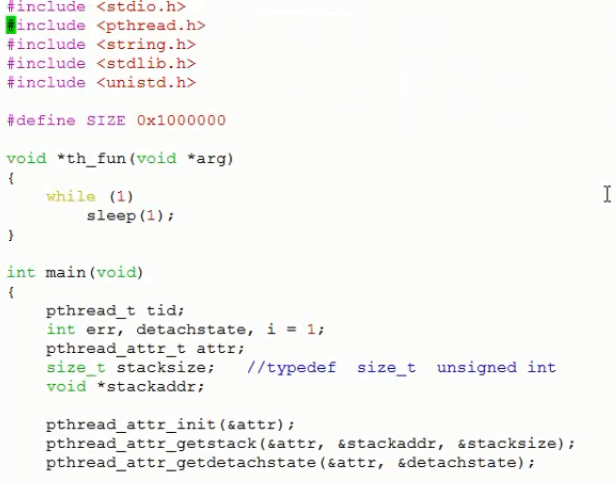 #include <stdio.h>
#include <pthread.h>
#include <string.h>
#include <stdlib.h>
#include <unistd.h>
#define SIZE 0x1000000
void *th_fun(void *arg)
{
    while (1)
        sleep(1);
}
int main(void)
{
    pthread_t tid;
    int err, detachstate, i = 1;
    pthread_attr_t attr;
    size_t stacksize;   //typedef  size_t  unsigned int
    void *stackaddr;
    pthread_attr_init(&attr);
    pthread_attr_getstack(&attr, &stackaddr, &stacksize);
    pthread_attr_getdetachstate(&attr, &detachstate);